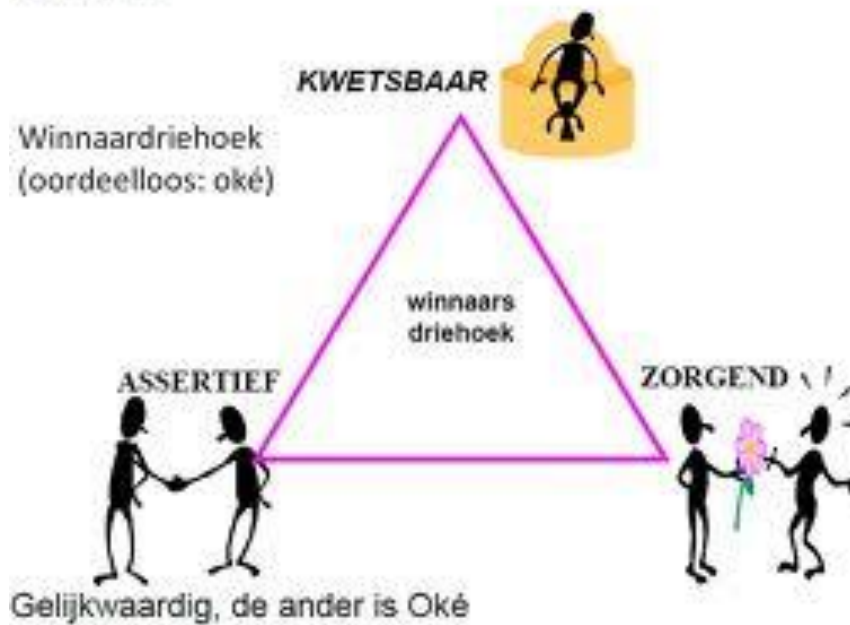 KWETSBAAR
Winnaardriehoek
(oordeelloos: oké)
winnaars
driehoek
ASSERTIEF
ZORGEND
Gelijkwaardig, de ander is Oké